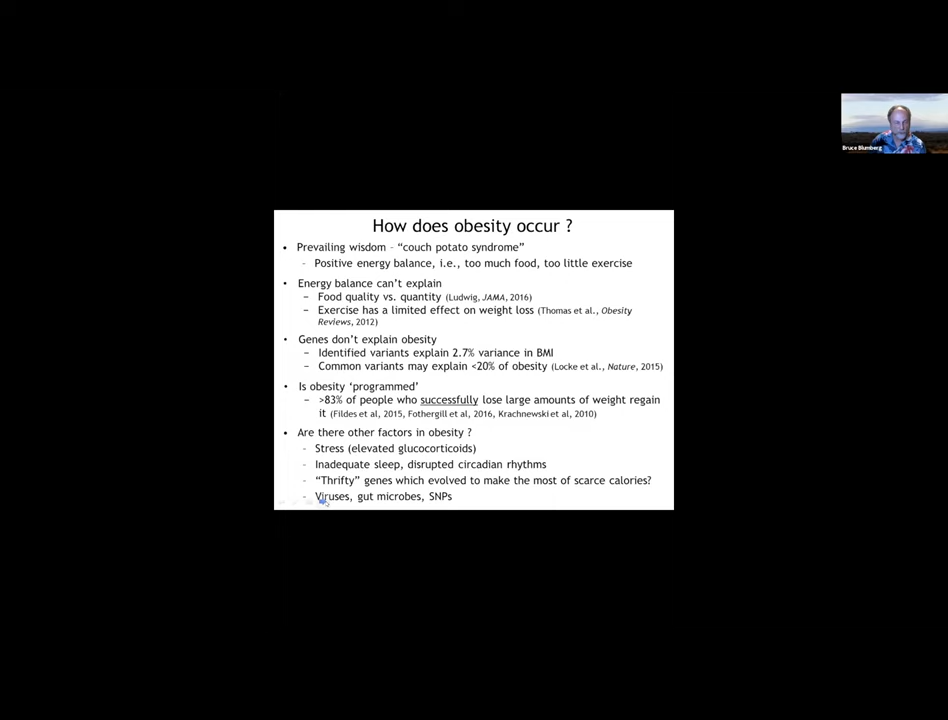 Bruce Blumberg
How does obesity occur ?
• Prevailing wisdom – “couch potato syndrome”
– Positive energy balance, i.e., too much food, too little exercise
• Energy balance can’t explain
– Food quality vs. quantity (Ludwig, JAMA, 2016)
– Exercise has a limited effect on weight loss (Thomas et al., Obesity
Reviews, 2012)
• Genes don’t explain obesity
– Identified variants explain 2.7% variance in BMI
– Common variants may explain <20% of obesity (Locke et al., Nature, 2015)
• Is obesity ‘programmed’
– >83% of people who successfully lose large amounts of weight regain
it (Fildes et al, 2015, Fothergill et al, 2016, Krachnewski et al, 2010)
• Are there other factors in obesity ?
– Stress (elevated glucocorticoids)
– Inadequate sleep, disrupted circadian rhythms
– “Thrifty” genes which evolved to make the most of scarce calories?
– Viruses, gut microbes, SNPs